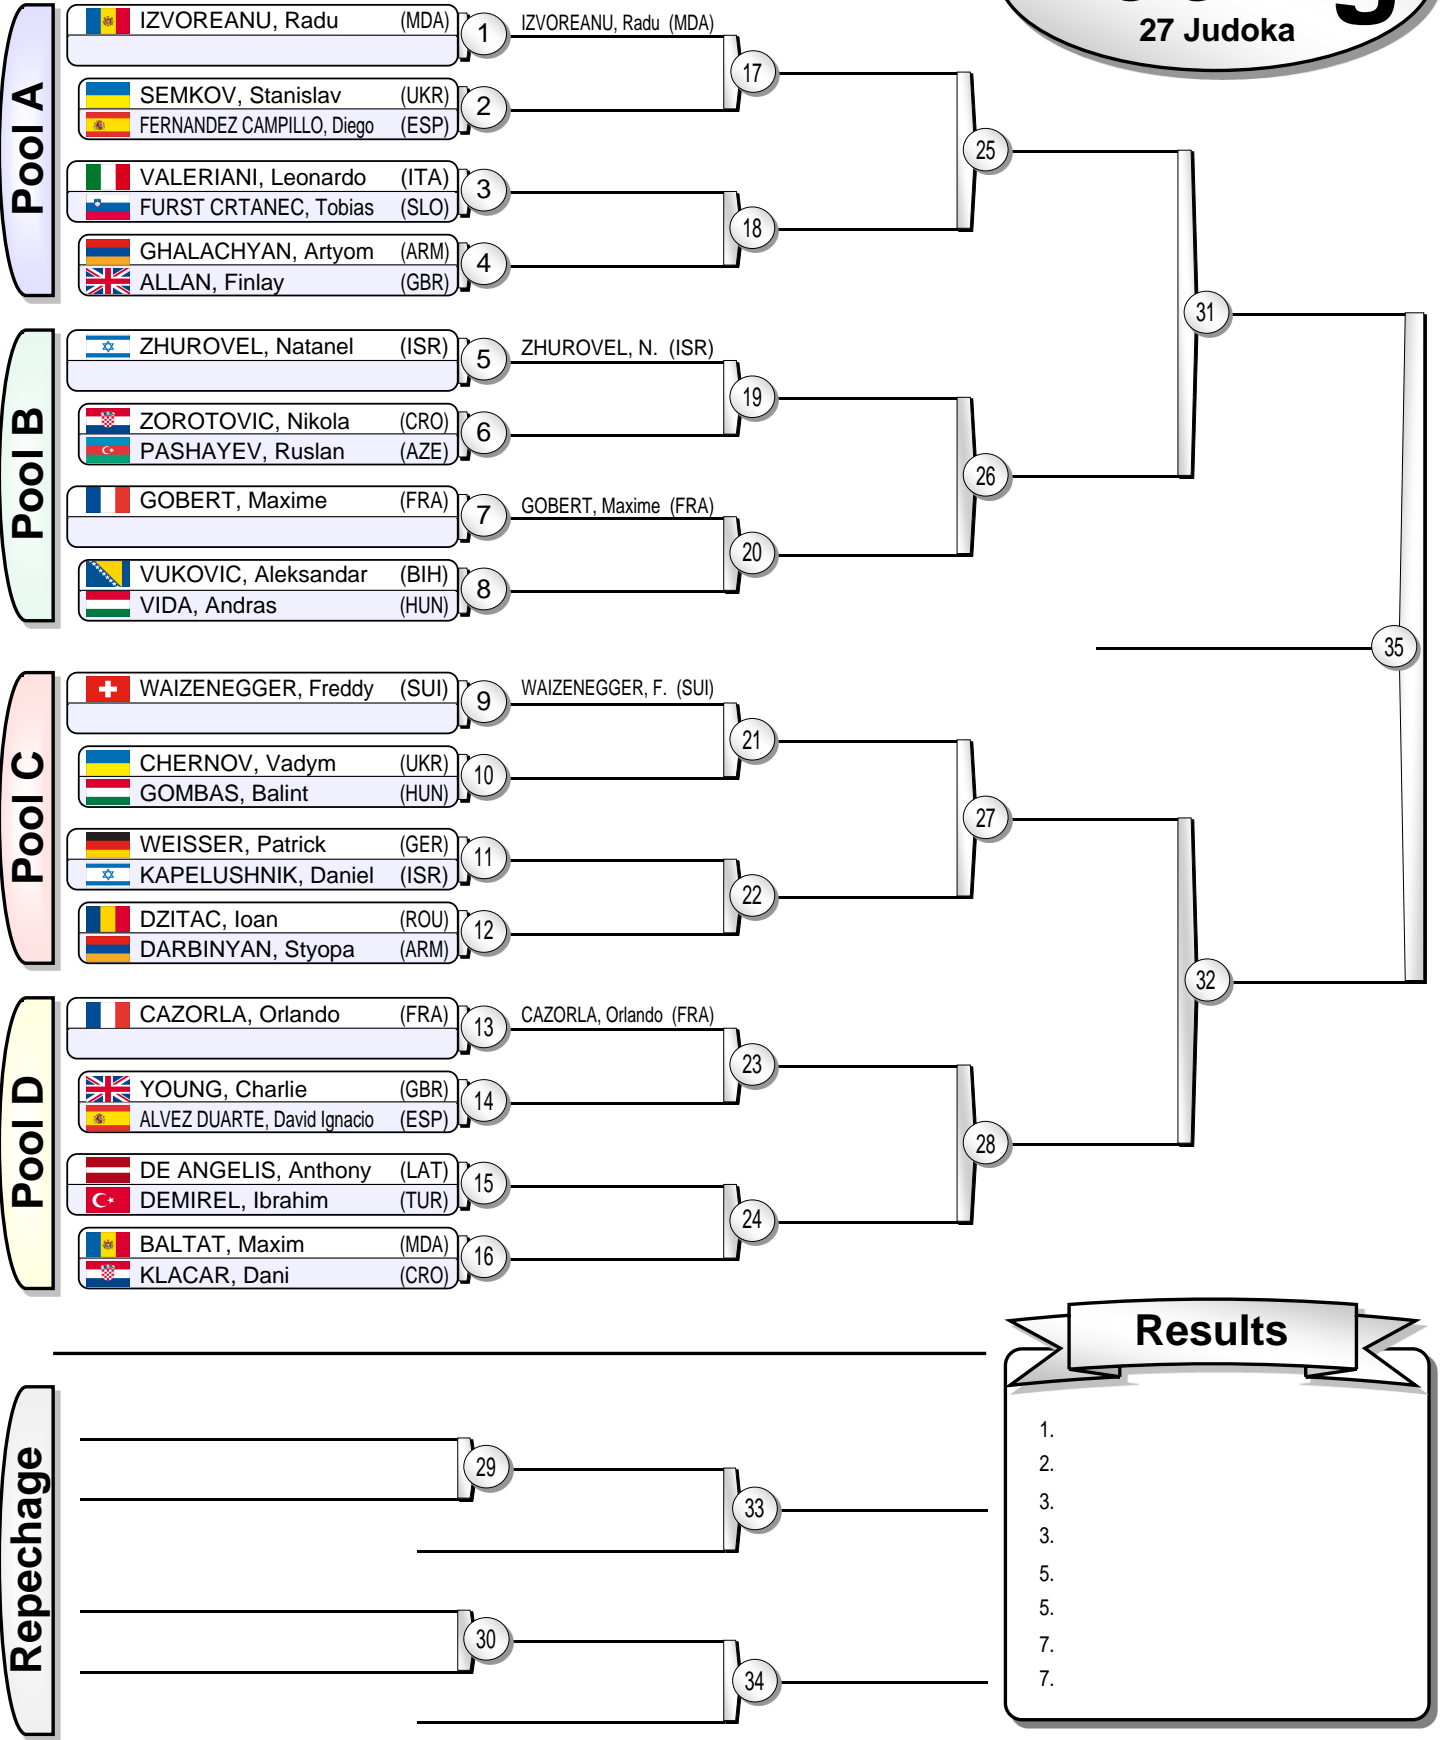 27 Judoka
Pool A
IZVOREANU, Radu (MDA) 1 IZVOREANU, Radu (MDA)
17
SEMKOV, Stanislav (UKR) 2
FERNANDEZ CAMPILLO, Diego (ESP)
25
VALERIANI, Leonardo (ITA) 3
FURST CRTANEC, Tobias (SLO)
18
GHALACHYAN, Artyom (ARM) 4
ALLAN, Finlay (GBR)
31
Pool B
ZHUROVEL, Natanel (ISR) 5 ZHUROVEL, N. (ISR)
19
ZOROTOVIC, Nikola (CRO) 6
PASHAYEV, Ruslan (AZE)
26
GOBERT, Maxime (FRA) 7 GOBERT, Maxime (FRA)
20
VUKOVIC, Aleksandar (BIH) 8
VIDA, Andras (HUN)
35
Pool C
WAIZENEGGER, Freddy (SUI) 9 WAIZENEGGER, F. (SUI)
21
CHERNOV, Vadym (UKR) 10
GOMBAS, Balint (HUN)
27
WEISSER, Patrick (GER) 11
KAPELUSHNIK, Daniel (ISR)
22
DZITAC, Ioan (ROU) 12
DARBINYAN, Styopa (ARM)
32
Pool D
CAZORLA, Orlando (FRA) 13 CAZORLA, Orlando (FRA)
23
YOUNG, Charlie (GBR) 14
ALVEZ DUARTE, David Ignacio (ESP)
28
DE ANGELIS, Anthony (LAT) 15
DEMIREL, Ibrahim (TUR)
24
BALTAT, Maxim (MDA) 16
KLACAR, Dani (CRO)
Repechage
29
33
30
34
Results
1.
2.
3.
3.
5.
5.
7.
7.